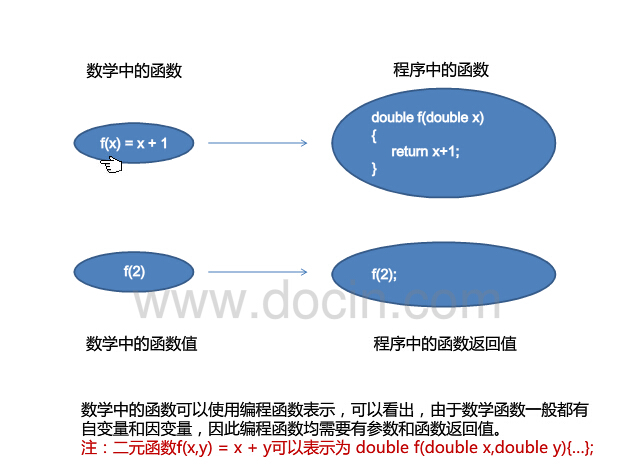 数学中的函数
程序中的函数
f(x) = x + 1
double f(double x)
{
return x+1;
}
f(2)
f(2);
www.docin.com
数学中的函数值
程序中的函数返回值
数学中的函数可以使用编程函数表示，可以看出，由于数学函数一般都有
自变量和因变量，因此编程函数均需要有参数和函数返回值。
注：二元函数f(x,y) = x + y可以表示为 double f(double x,double y){...};